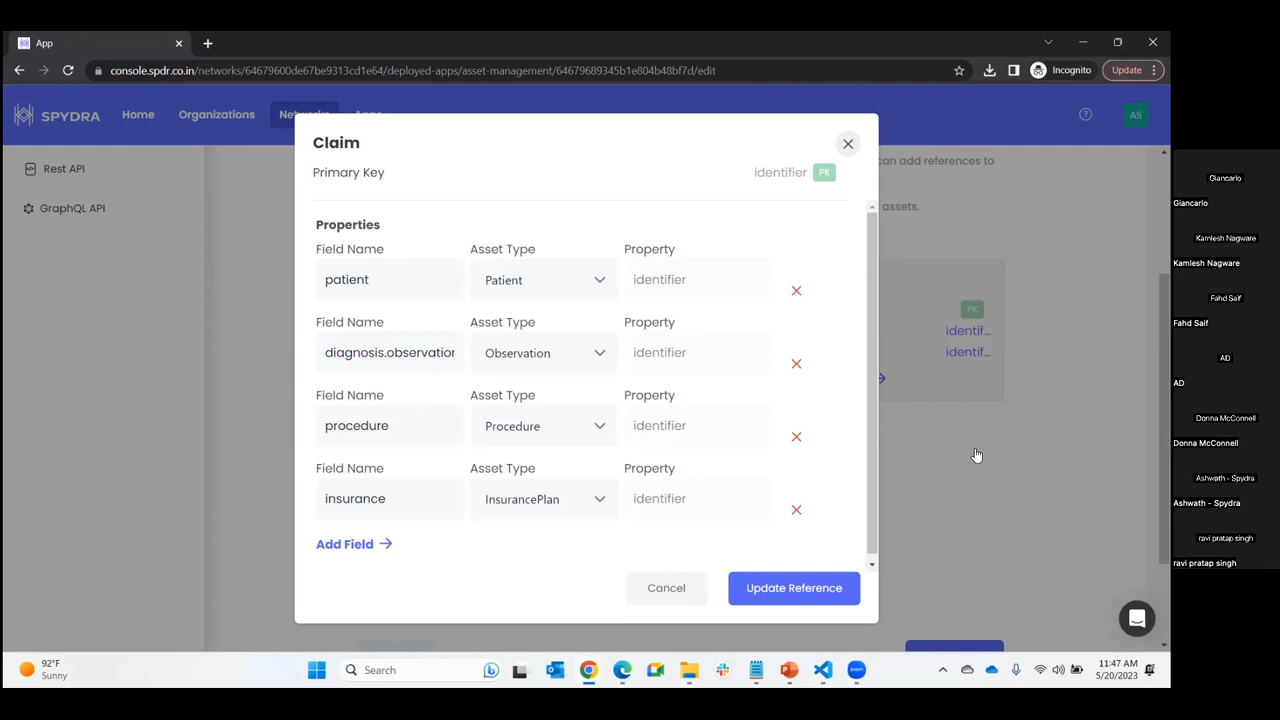 App
console.spdr.co.in/networks/64679600de67be9313cd1e64/deployed-apps/asset-management/64679689345b1e804b48bf7d/edit
Incognito
Update
SPYDRA
Home
Organizations
AS
Rest API
GraphQL API
can add references to
assets.
PK
identif...
identif...
Claim
Primary Key
identifier PK
Properties
Field Name Asset Type Property
patient Patient identifier
Field Name Asset Type Property
diagnosis.observation Observation identifier
Field Name Asset Type Property
procedure Procedure identifier
Field Name Asset Type Property
insurance InsurancePlan identifier
Add Field
Cancel
Update Reference
Giancarlo
Giancarlo
Kamlesh Nagware
Kamlesh Nagware
Fahd Saif
Fahd Saif
AD
AD
Donna McConnell
Donna McConnell
Ashwath - Spydra
Ashwath - Spydra
ravi pratap singh
ravi pratap singh
92°F
Sunny
Search
11:47 AM
5/20/2023